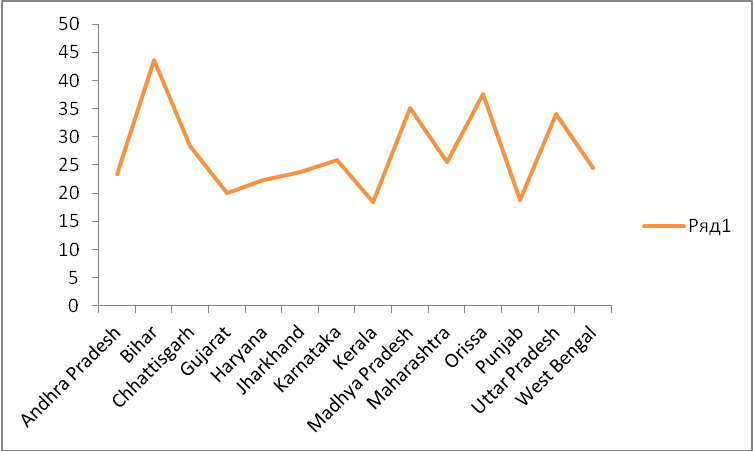 50
45
40
35
30
25
20
15
10
5
0
Andhra Pradesh
Bihar
Chhattisgarh
Gujarat
Haryana
Jharkhand
Karnataka
Kerala
Madhya Pradesh
Maharashtra
Orissa
Punjab
Uttar Pradesh
West Bengal
Ряд1